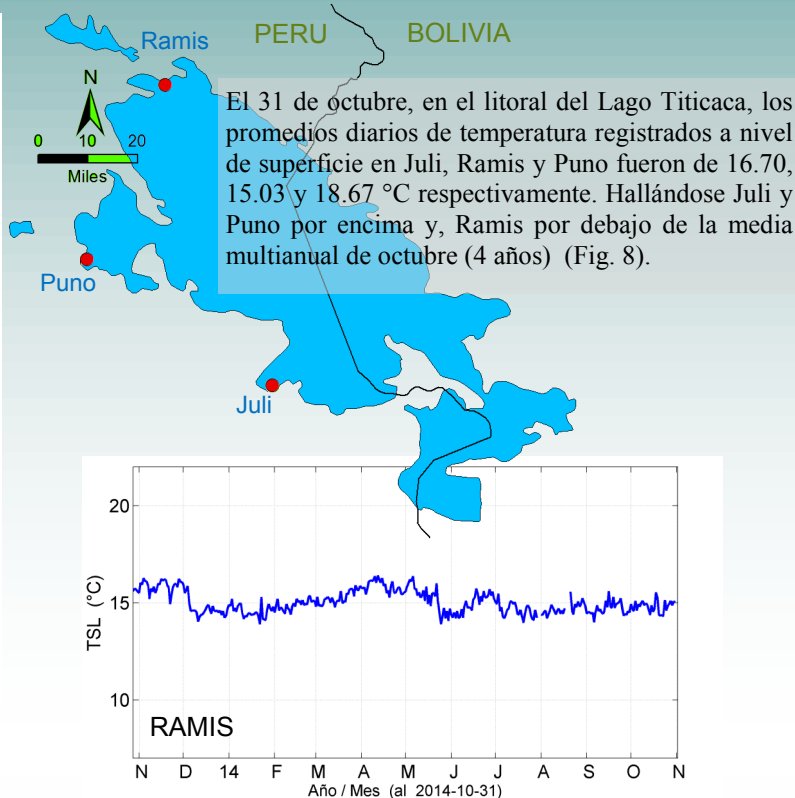 PERU BOLIVIA
Ramis
N
0 10 20
Miles
El 31 de octubre, en el litoral del Lago Titicaca, los
promedios diarios de temperatura registrados a nivel
de superficie en Juli, Ramis y Puno fueron de 16.70,
15.03 y 18.67 °C respectivamente. Hallándose Juli y
Puno por encima y, Ramis por debajo de la media
multianual de octubre (4 años) (Fig. 8).
Puno
Juli
20
15
10
TSL (°C)
RAMIS
N D 14 F M A M J J A S O N
Año / Mes (al 2014-10-31)